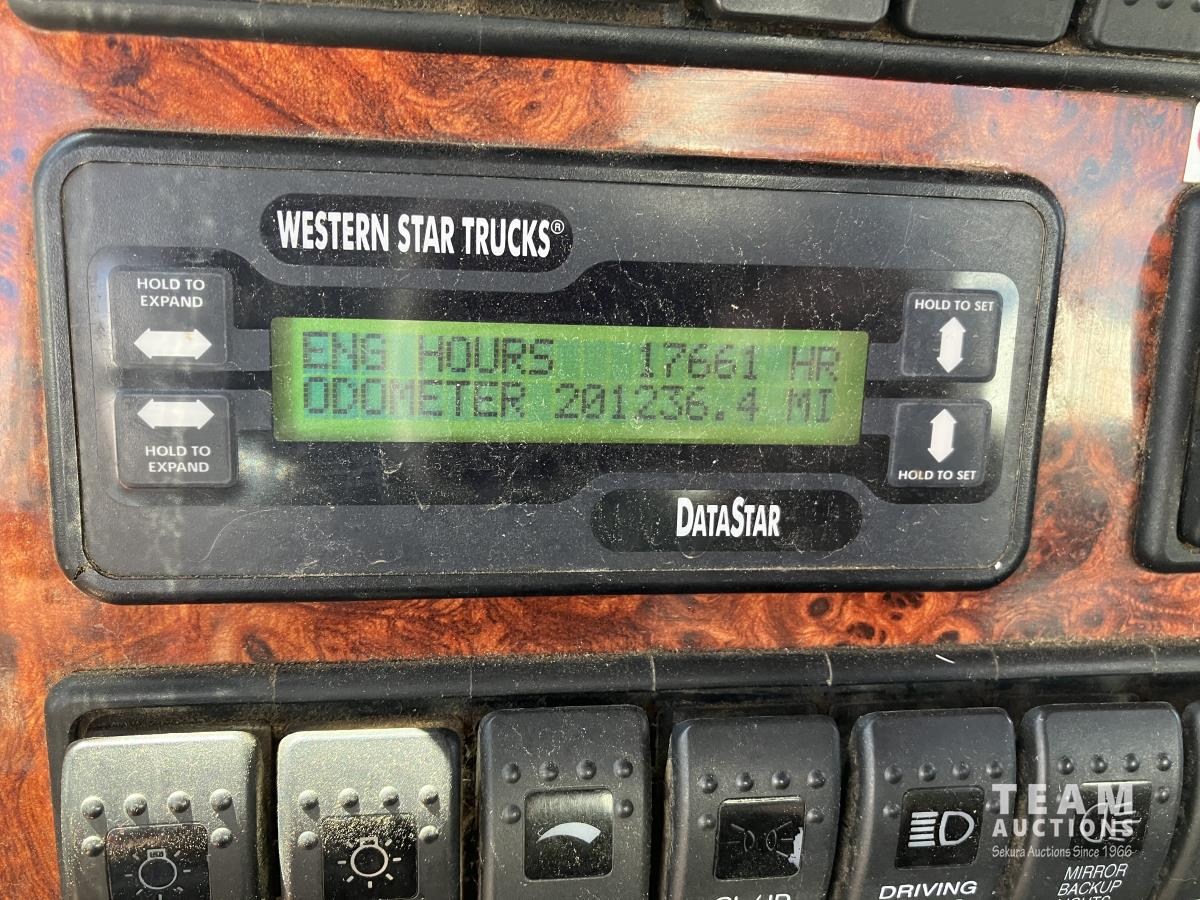 WESTERN STAR TRUCKS®
HOLD TO
EXPAND
HOLD TO SET
ENG HOURS 17661 HR
ODOMETER 201236.4 MI
HOLD TO
EXPAND
HOLD TO SET
DATASTAR
TEAM
AUCTIONS
Sekura Auctions Since 1966
DRIVING
MIRROR
BACKUP
LIGHTS